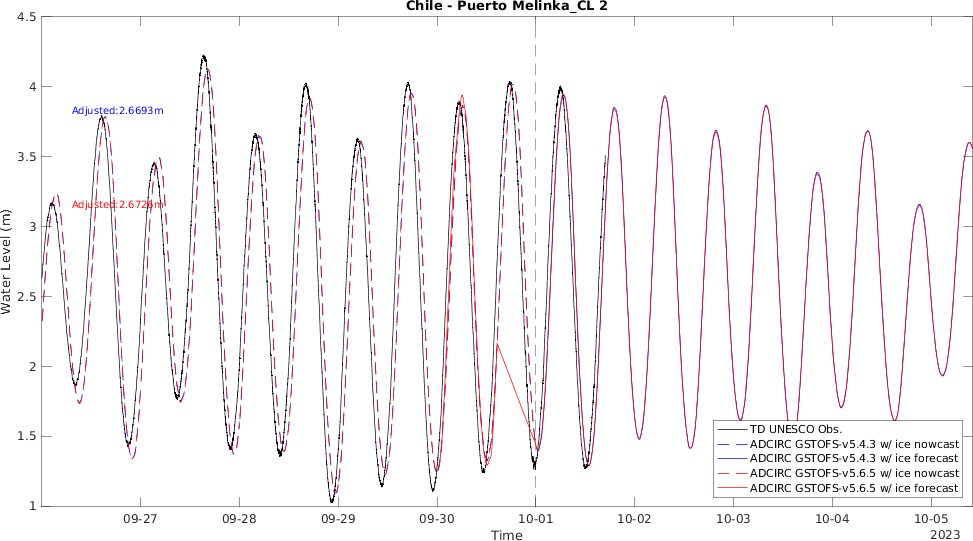 Chile - Puerto Melinka_CL 2
Water Level (m)
4.5
4
3.5
3
2.5
2
1.5
1
Adjusted:2.6693m
Adjusted:2.6726m
TD UNESCO Obs.
ADCIRC GSTOFS-v5.4.3 w/ ice nowcast
ADCIRC GSTOFS-v5.4.3 w/ ice forecast
ADCIRC GSTOFS-v5.6.5 w/ ice nowcast
ADCIRC GSTOFS-v5.6.5 w/ ice forecast
09-27
09-28
09-29
09-30
10-01
10-02
10-03
10-04
10-05
Time
2023